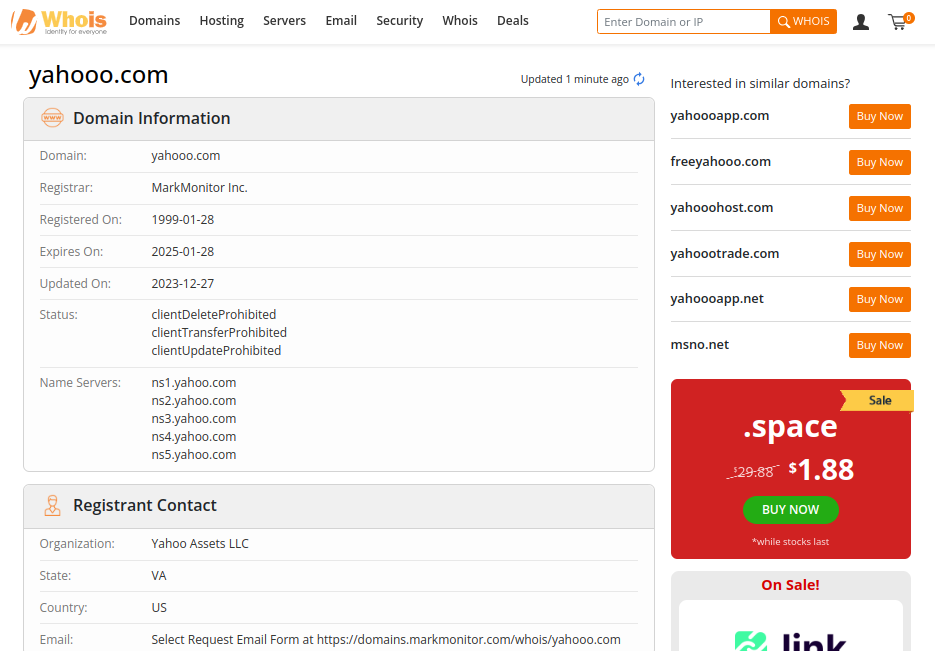 Whois
Identity for everyone
Domains Hosting Servers Email Security Whois Deals
Enter Domain or IP
WHOIS
0
yahooo.com
Updated 1 minute ago
www
Domain Information
Domain: yahooo.com
Registrar: MarkMonitor Inc.
Registered On: 1999-01-28
Expires On: 2025-01-28
Updated On: 2023-12-27
Status: clientDeleteProhibited
clientTransferProhibited
clientUpdateProhibited
Name Servers: ns1.yahoo.com
ns2.yahoo.com
ns3.yahoo.com
ns4.yahoo.com
ns5.yahoo.com
Registrant Contact
Organization: Yahoo Assets LLC
State: VA
Country: US
Email: Select Request Email Form at https://domains.markmonitor.com/whois/yahooo.com
Interested in similar domains?
yahoooapp.com Buy Now
freeyahooo.com Buy Now
yahooohost.com Buy Now
yahoootrade.com Buy Now
yahoooapp.net Buy Now
msno.net Buy Now
Sale
.space
$29.88 $1.88
BUY NOW
*while stocks last
On Sale!
link